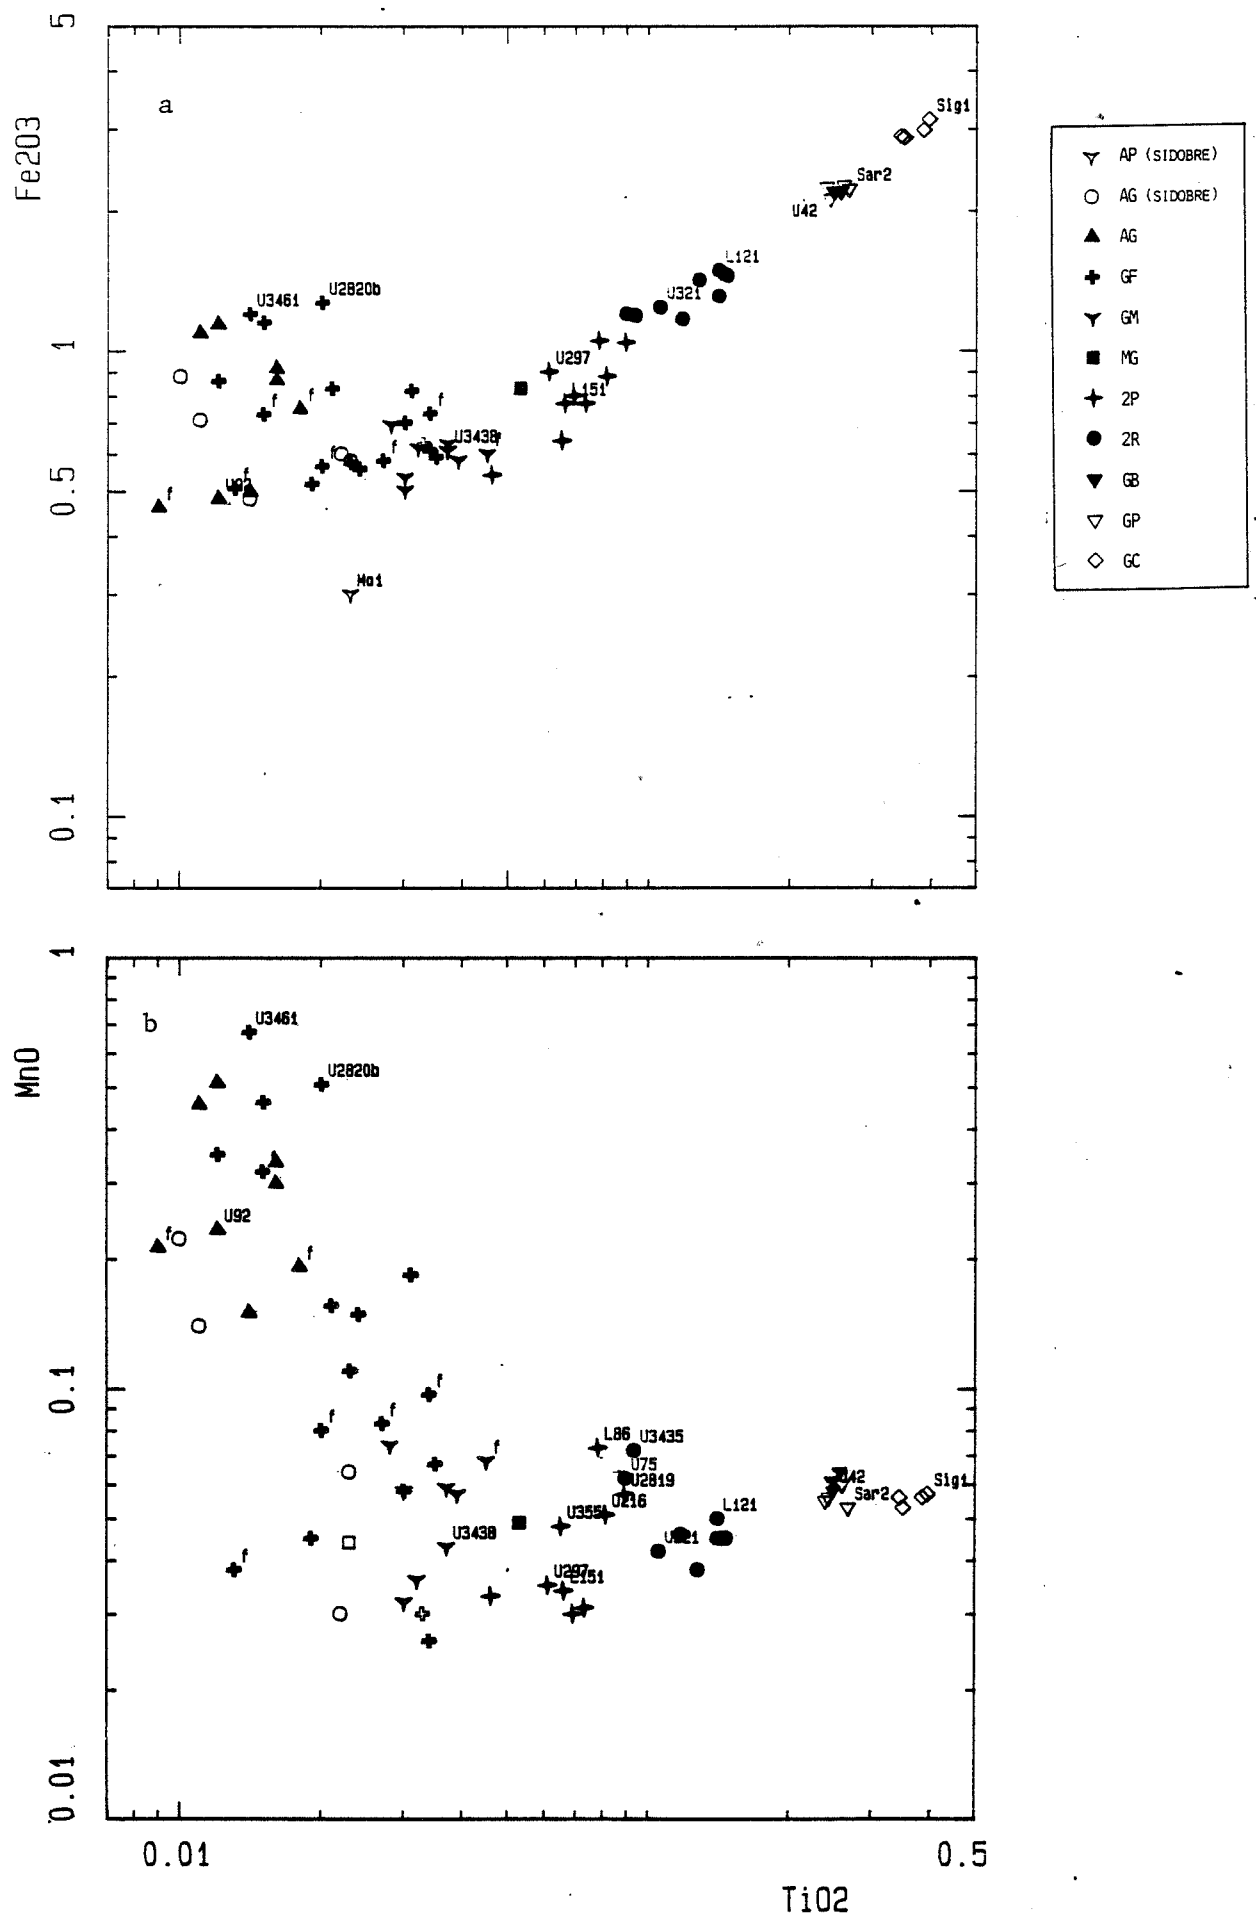 5
a
Sig1
Fe2O3
AP (SIDOBRE)
Sar2
AG (SIDOBRE)
U42
AG
L121
GF
U3461
U2820b
U321
GM
1
U297
MG
f
f
151
2P
U3438
f
f
f
2R
0.5
f
f
GB
GP
Mo1
GC
0.1
1
b
U3461
MnO
U2820b
U92
f
f
0.1
f
f
f
f
L86
U3435
U75
U2819
U42
Sig1
U216
Sar2
U355
L121
U3438
f
U297
L151
0.01
0.01
0.5
TiO2